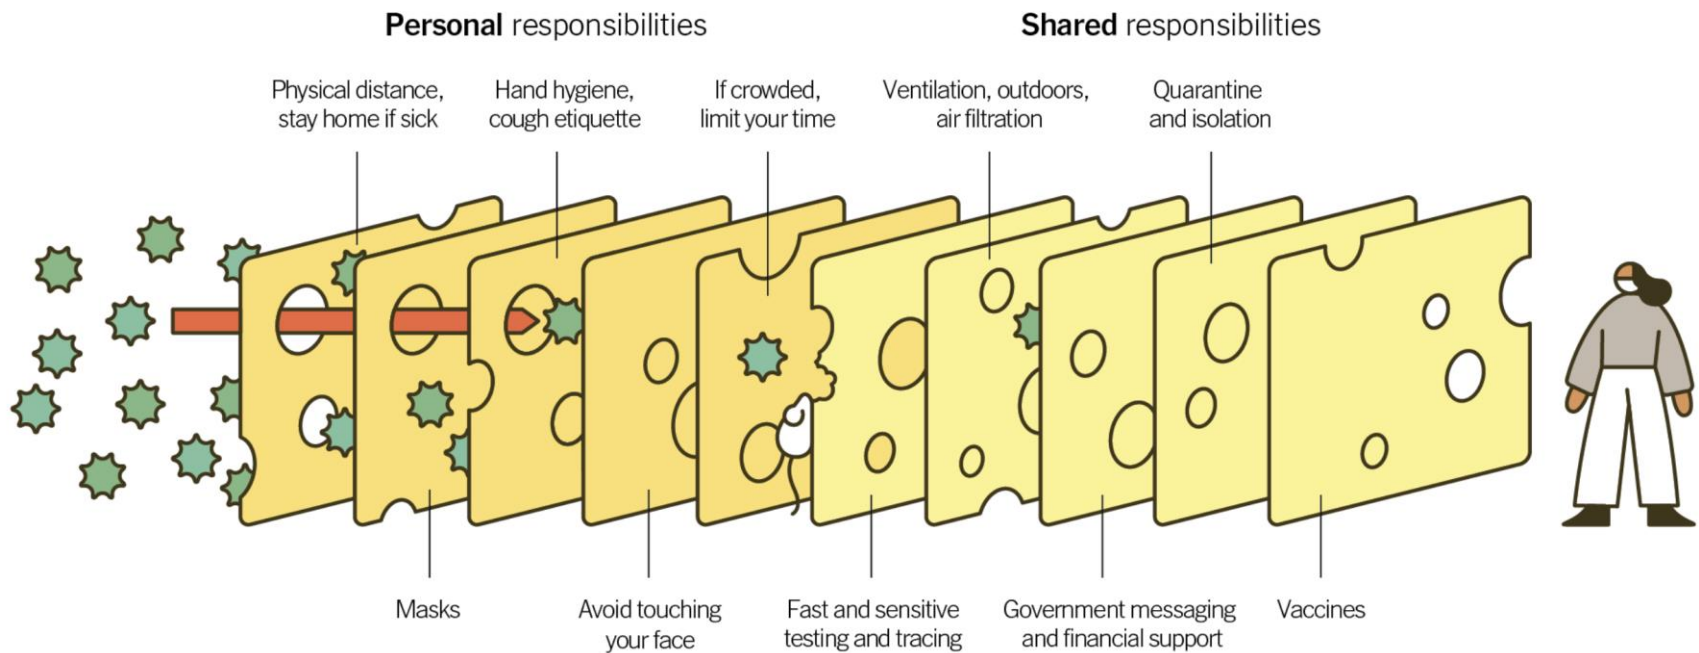 Personal responsibilities
Shared responsibilities
Physical distance,
stay home if sick
Hand hygiene,
cough etiquette
If crowded,
limit your time
Ventilation, outdoors,
air filtration
Quarantine
and isolation
Masks
Avoid touching
your face
Fast and sensitive
testing and tracing
Government messaging
and financial support
Vaccines